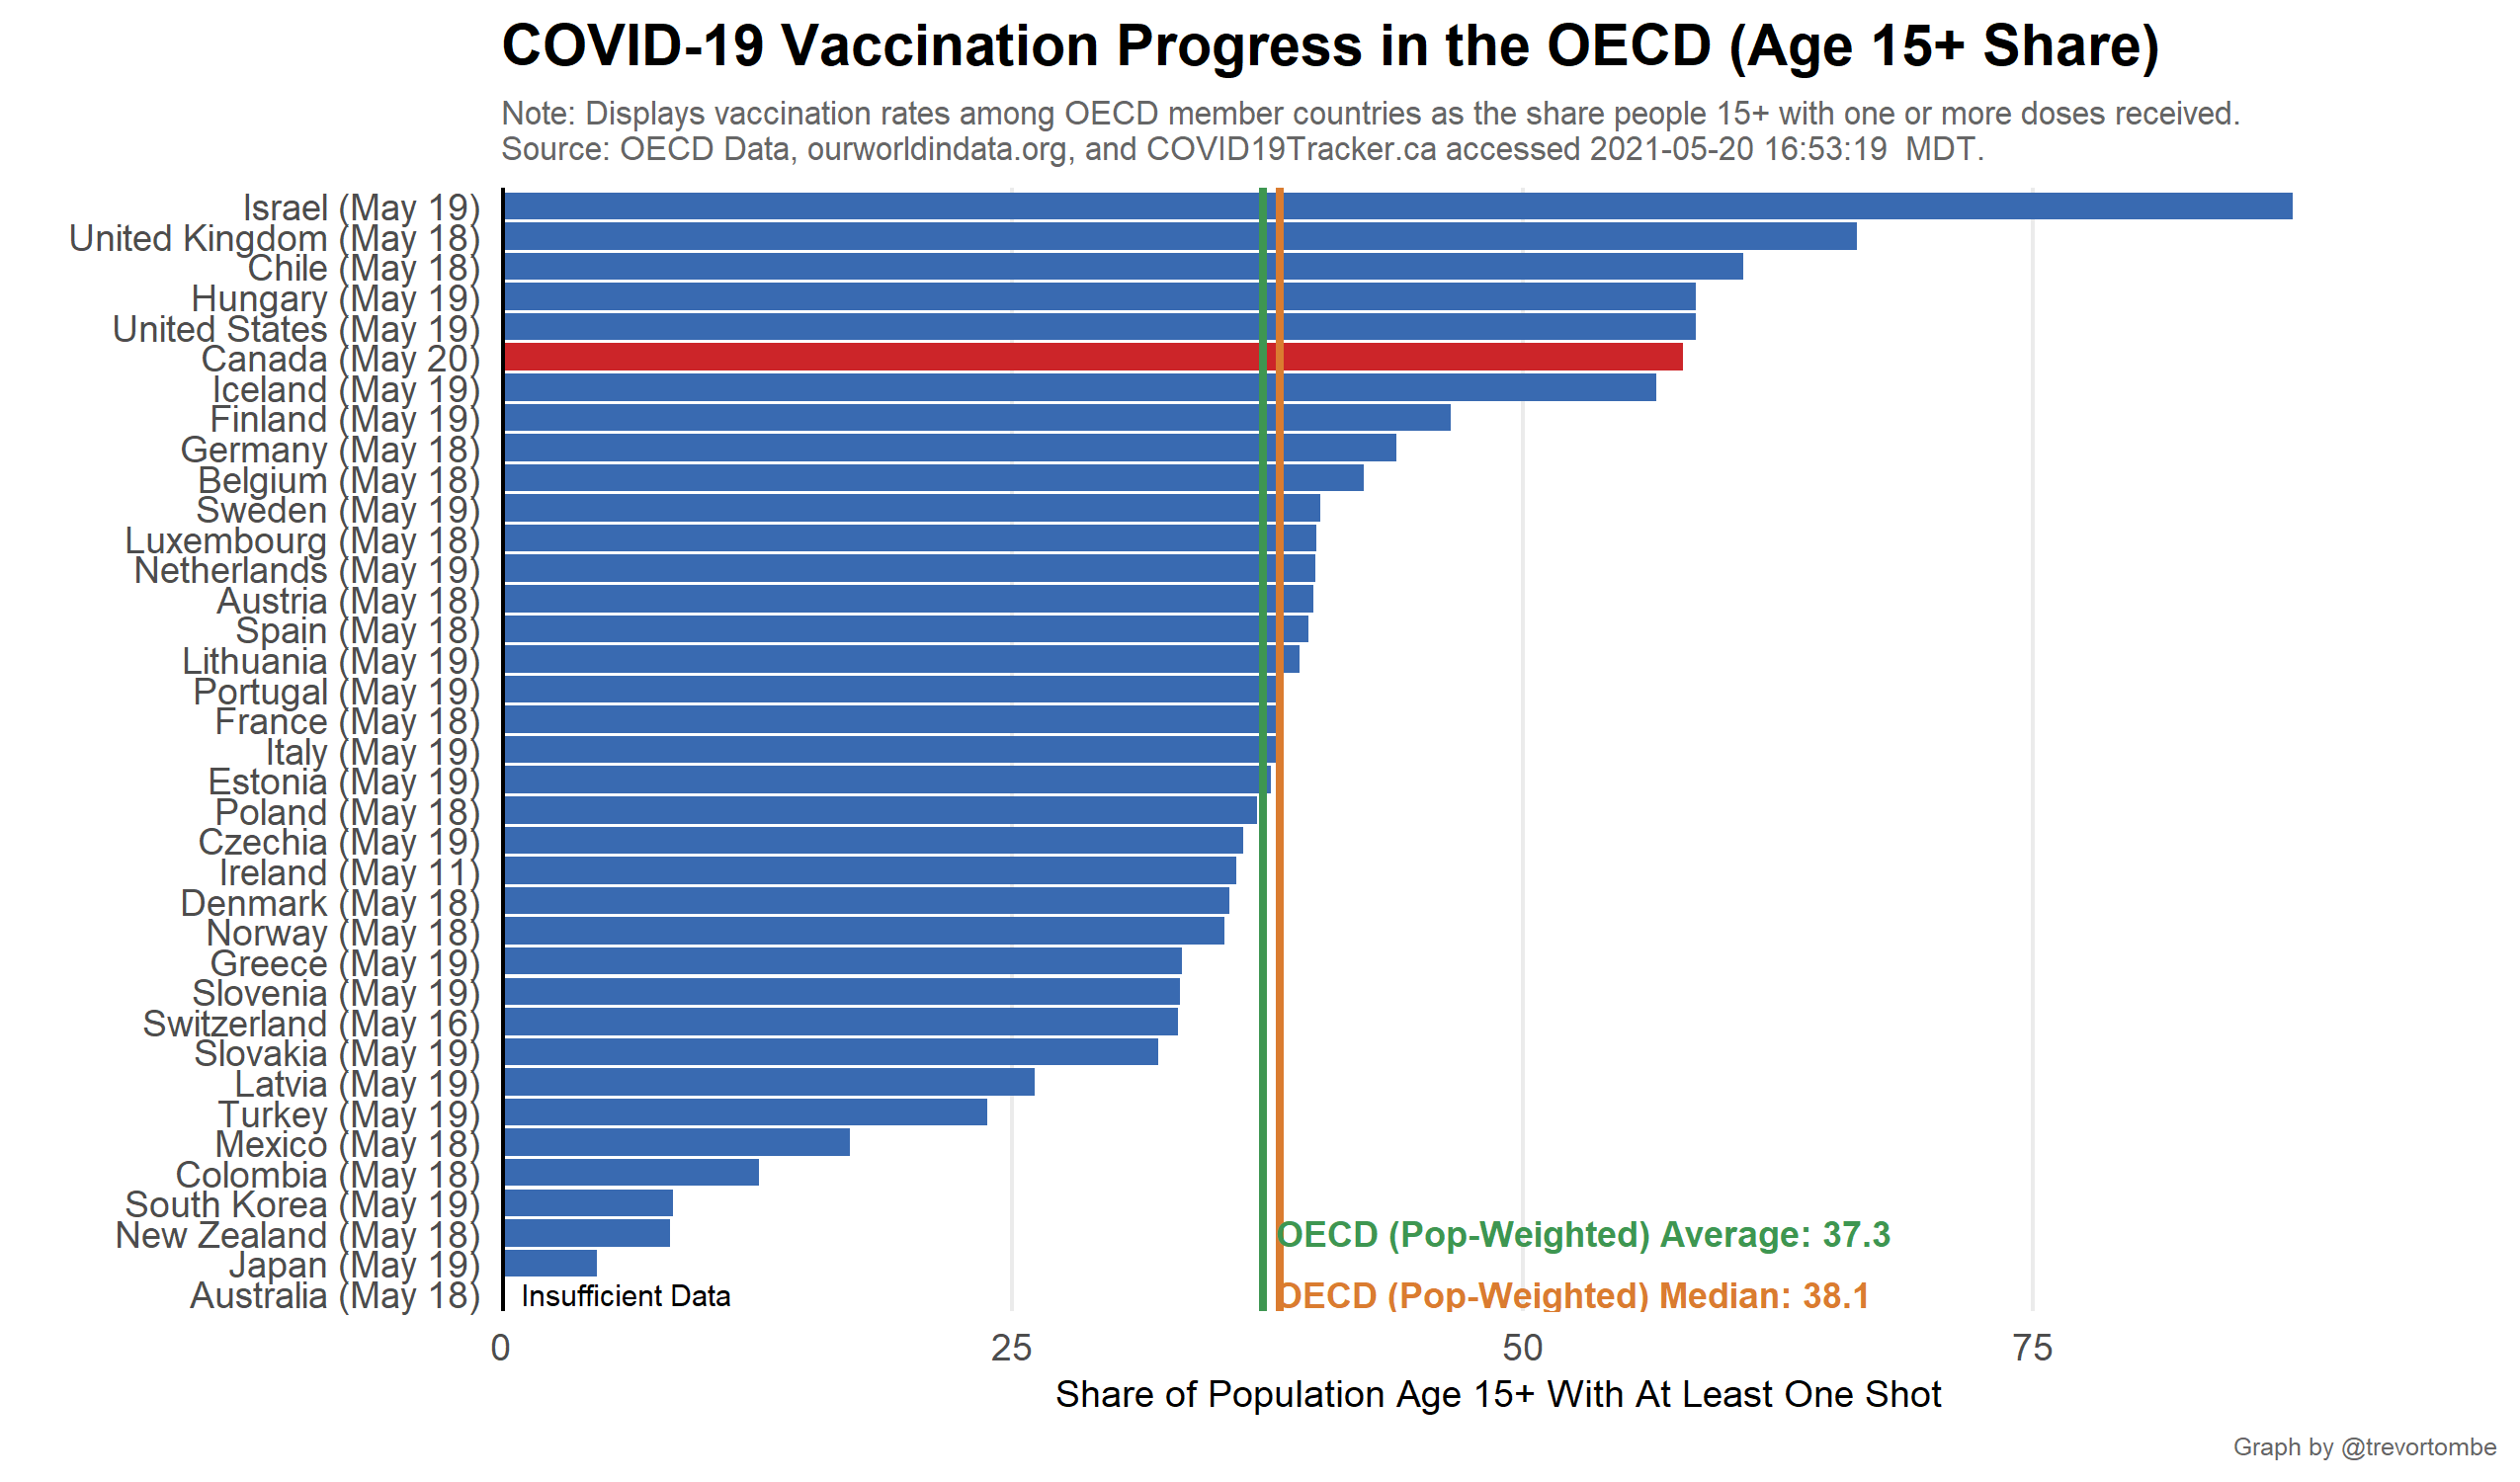 COVID-19 Vaccination Progress in the OECD (Age 15+ Share)
Note: Displays vaccination rates among OECD member countries as the share people 15+ with one or more doses received.
Source: OECD Data, ourworldindata.org, and COVID19Tracker.ca accessed 2021-05-20 16:53:19  MDT.
Israel (May 19)
United Kingdom (May 18)
Chile (May 18)
Hungary (May 19)
United States (May 19)
Canada (May 20)
Iceland (May 19)
Finland (May 19)
Germany (May 18)
Belgium (May 18)
Sweden (May 19)
Luxembourg (May 18)
Netherlands (May 19)
Austria (May 18)
Spain (May 18)
Lithuania (May 19)
Portugal (May 19)
France (May 18)
Italy (May 19)
Estonia (May 19)
Poland (May 18)
Czechia (May 19)
Ireland (May 11)
Denmark (May 18)
Norway (May 18)
Greece (May 19)
Slovenia (May 19)
Switzerland (May 16)
Slovakia (May 19)
Latvia (May 19)
Turkey (May 19)
Mexico (May 18)
Colombia (May 18)
South Korea (May 19)
New Zealand (May 18) OECD (Pop-Weighted) Average: 37.3
Japan (May 19)
Australia (May 18) Insufficient Data OECD (Pop-Weighted) Median: 38.1
0 25 50 75
Share of Population Age 15+ With At Least One Shot
Graph by @trevortombe